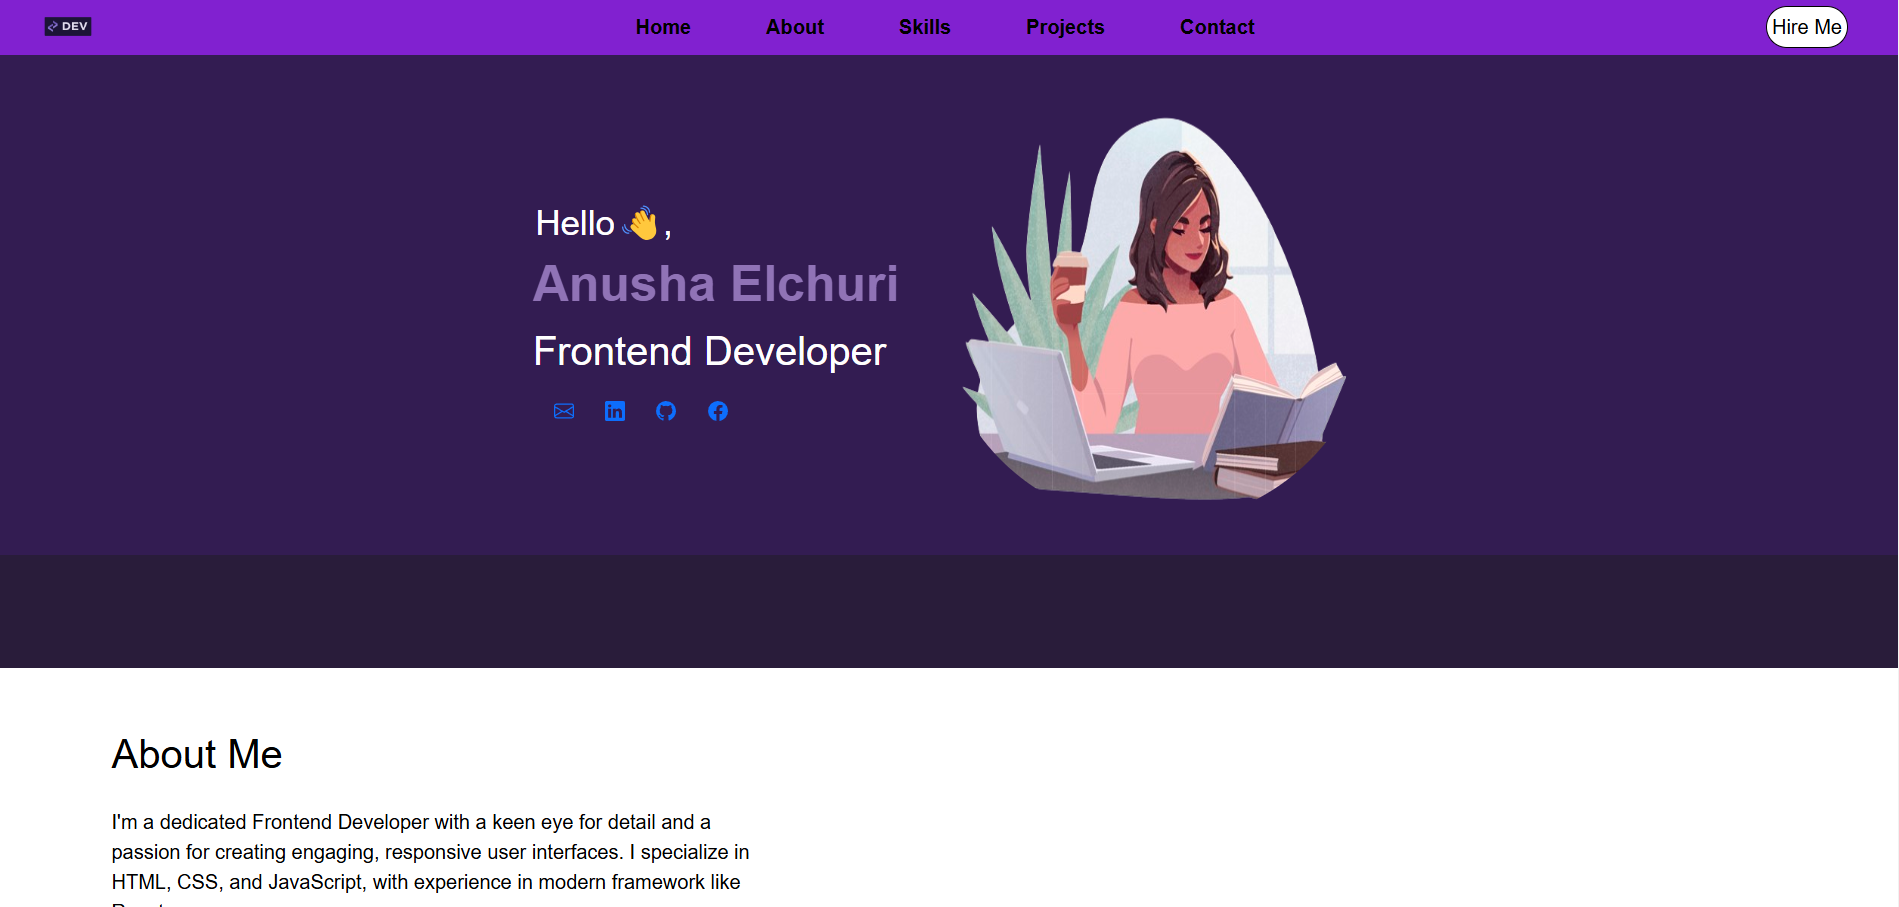 DEV
Home About Skills Projects Contact
Hire Me
Hello 👋,
Anusha Elchuri
Frontend Developer
About Me
I'm a dedicated Frontend Developer with a keen eye for detail and a
passion for creating engaging, responsive user interfaces. I specialize in
HTML, CSS, and JavaScript, with experience in modern framework like